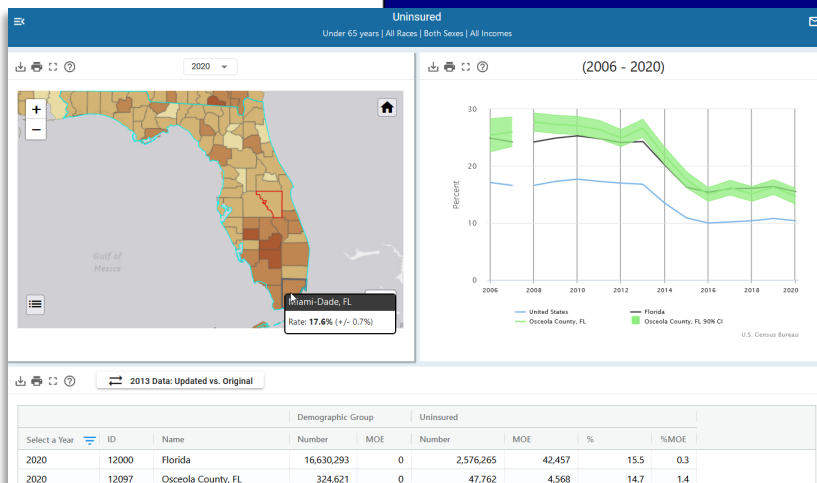 Uninsured
Under 65 years | All Races | Both Sexes | All Incomes
2020
(2006 - 2020)
+
−
Gulf of
Mexico
Miami-Dade, FL
Rate: 17.6% (+/- 0.7%)
30
20
10
0
Percent
2006 2008 2010 2012 2014 2016 2018 2020
United States Florida
Osceola County, FL Osceola County, FL 90% CI
U.S. Census Bureau
2013 Data: Updated vs. Original
Demographic Group Uninsured
Select a Year ID Name Number MOE Number MOE % %MOE
2020 12000 Florida 16,630,293 0 2,576,265 42,457 15.5 0.3
2020 12097 Osceola County, FL 324,621 0 47,762 4,568 14.7 1.4